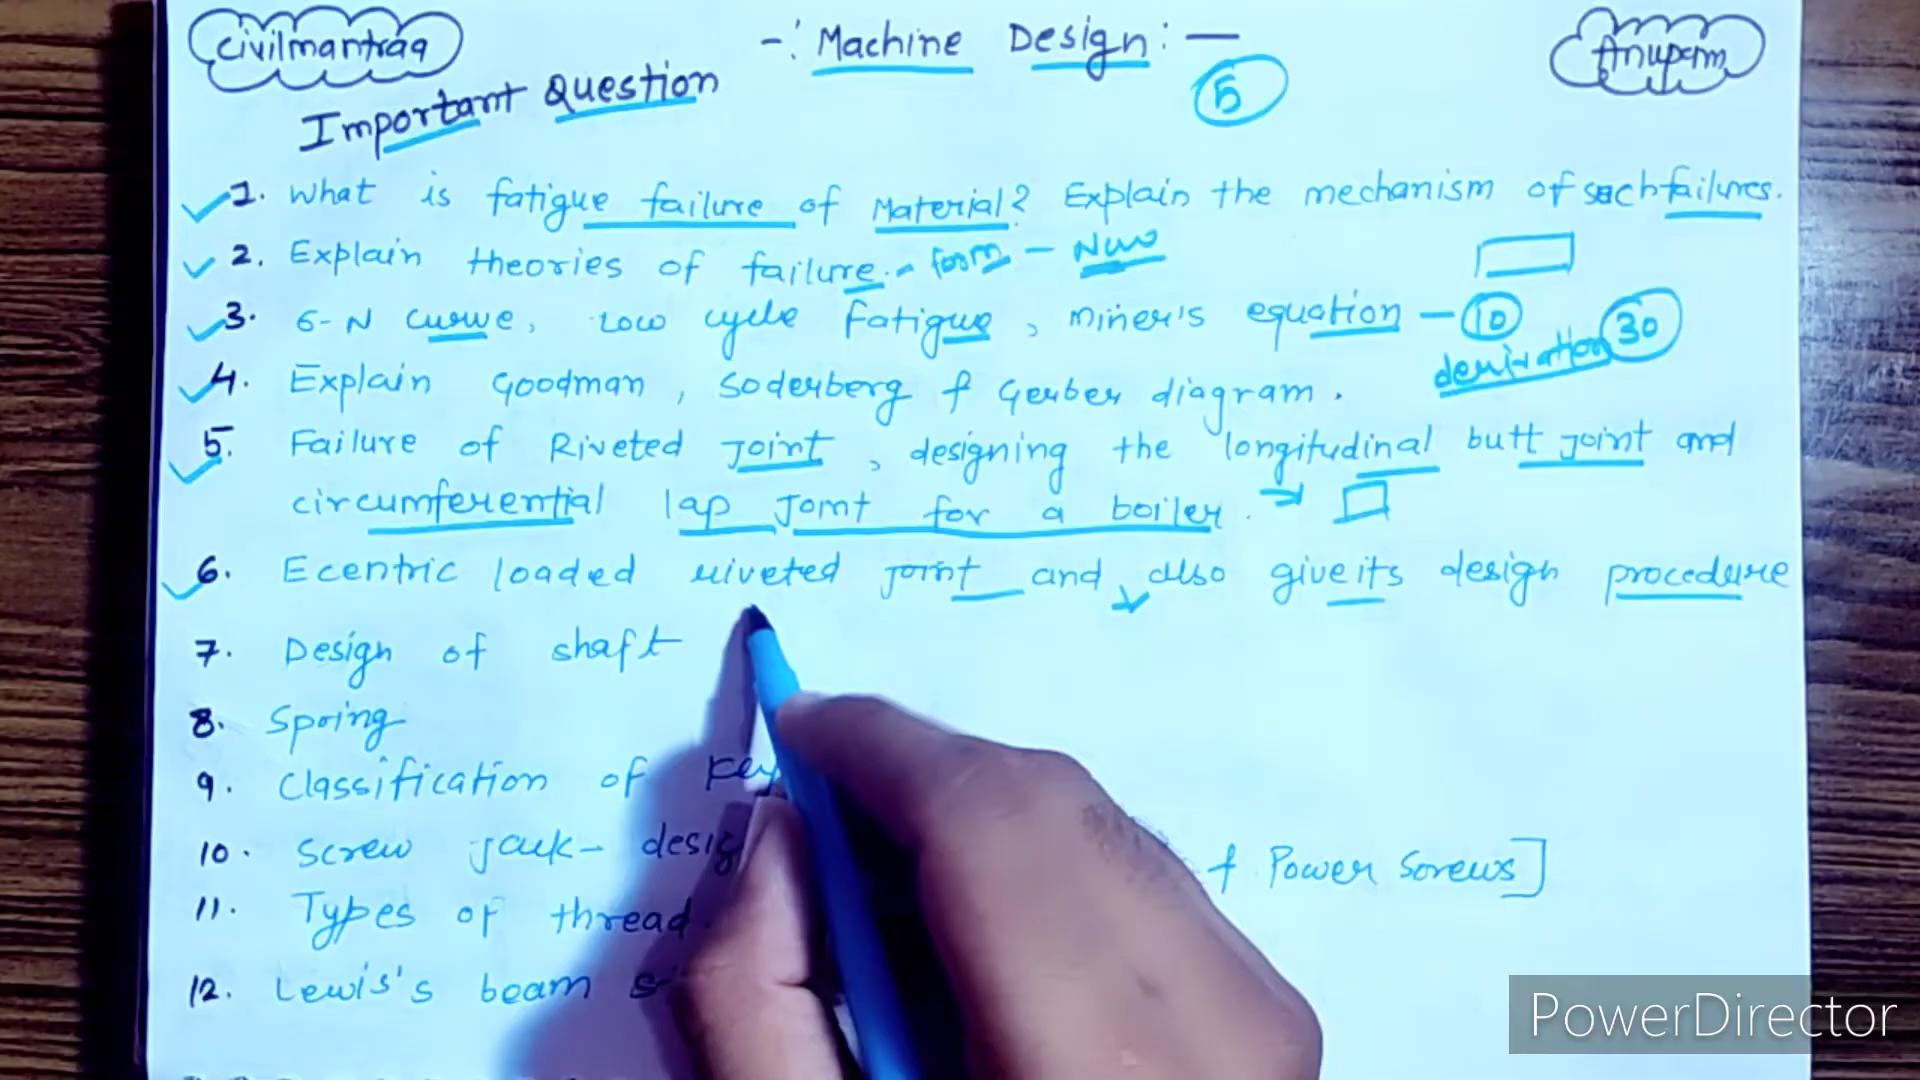 civilmantraa
-: Machine Design :-
Anupam
Important Question
5
1. What is fatigue failure of Material? Explain the mechanism of such failures.
2. Explain theories of failure. - form - New
3. 6-N curve, Low cycle Fatigue, Miner's equation - 10
derivation 30
4. Explain Goodman, Soderberg & Gerber diagram.
5. Failure of Riveted Joint, designing the longitudinal butt joint and
circumferential lap Joint for a boiler.
6. Ecentric loaded riveted joint and also give its design procedure
7. Design of shaft
8. Spring
9. Classification of Key
10. Screw jack - desig
f Power Screws]
11. Types of thread.
12. Lewis's beam
PowerDirector